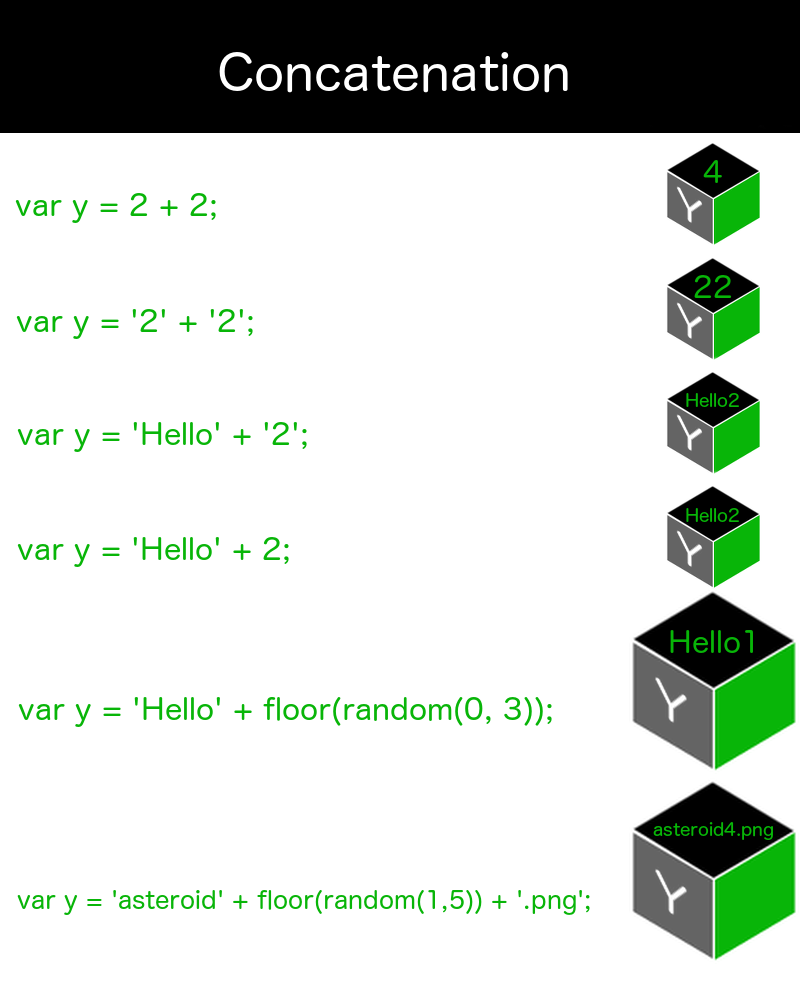 Concatenation
4
var y = 2 + 2;
Y
22
var y = '2' + '2';
Y
Hello2
var y = 'Hello' + '2';
Y
Hello2
var y = 'Hello' + 2;
Y
Hello1
var y = 'Hello' + floor(random(0, 3));
Y
asteroid4.png
var y = 'asteroid' + floor(random(1,5)) + '.png';
Y